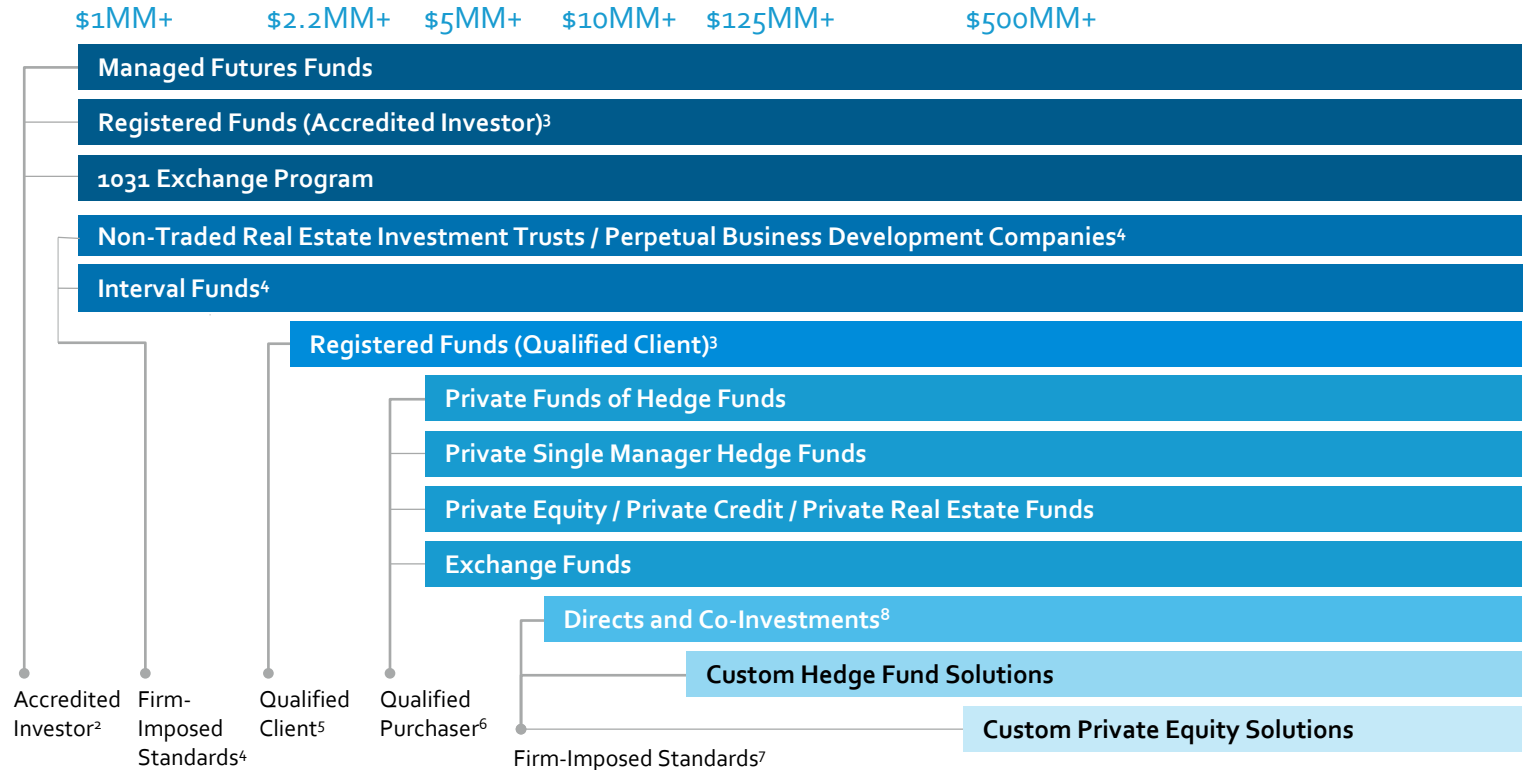 $1MM+ $2.2MM+ $5MM+ $10MM+ $125MM+ $500MM+
Managed Futures Funds
Registered Funds (Accredited Investor)³
1031 Exchange Program
Non-Traded Real Estate Investment Trusts / Perpetual Business Development Companies⁴
Interval Funds⁴
Registered Funds (Qualified Client)³
Private Funds of Hedge Funds
Private Single Manager Hedge Funds
Private Equity / Private Credit / Private Real Estate Funds
Exchange Funds
Directs and Co-Investments⁸
Custom Hedge Fund Solutions
Custom Private Equity Solutions
Accredited
Investor²
Firm-
Imposed
Standards⁴
Qualified
Client⁵
Qualified
Purchaser⁶
Firm-Imposed Standards⁷